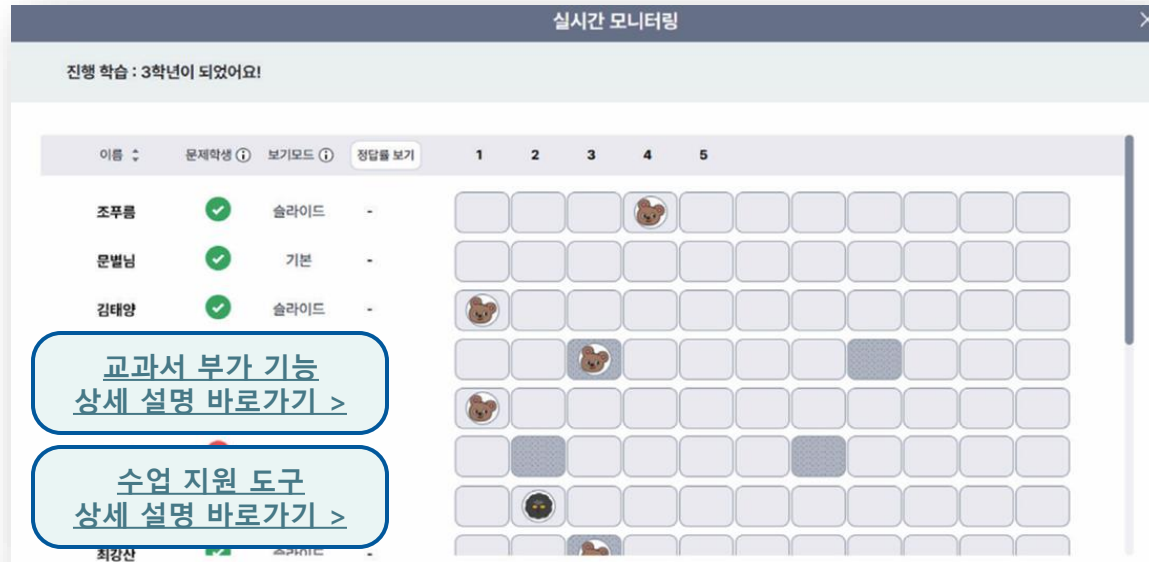 실시간 모니터링
진행 학습 : 3학년이 되었어요!
이름 문제학생 보기모드 정답률 보기 1 2 3 4 5
조푸름 슬라이드 -
문별님 기본 -
김태양 슬라이드 -
교과서 부가 기능
상세 설명 바로가기 >
수업 지원 도구
상세 설명 바로가기 >
최강산 슬라이드 -